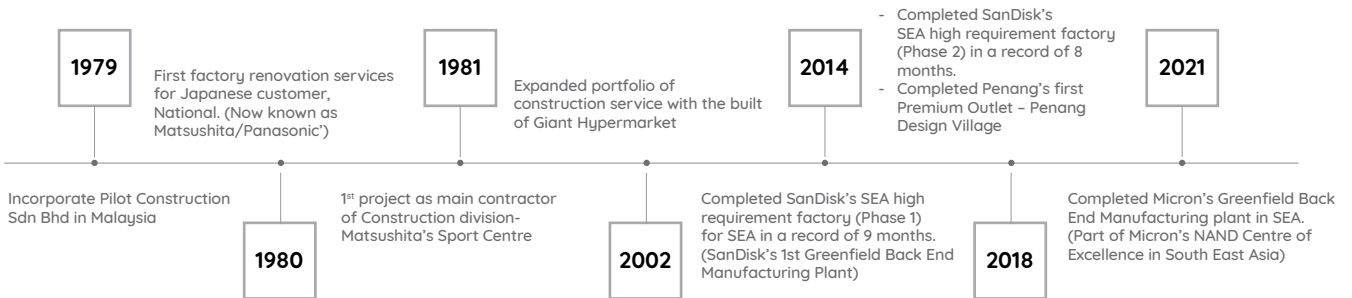 1979
Incorporate Pilot Construction
Sdn Bhd in Malaysia
First factory renovation services
for Japanese customer,
National. (Now known as
Matsushita/Panasonic’)
1980
1981
1st project as main contractor
of Construction division-
Matsushita’s Sport Centre
Expanded portfolio of
construction service with the built
of Giant Hypermarket
2002
2014
Completed SanDisk’s SEA high
requirement factory (Phase 1)
for SEA in a record of 9 months.
(SanDisk’s 1st Greenfield Back End
Manufacturing Plant)
- Completed SanDisk’s
SEA high requirement factory
(Phase 2) in a record of 8
months.
- Completed Penang’s first
Premium Outlet – Penang
Design Village
2018
2021
Completed Micron’s Greenfield Back
End Manufacturing plant in SEA.
(Part of Micron’s NAND Centre of
Excellence in South East Asia)